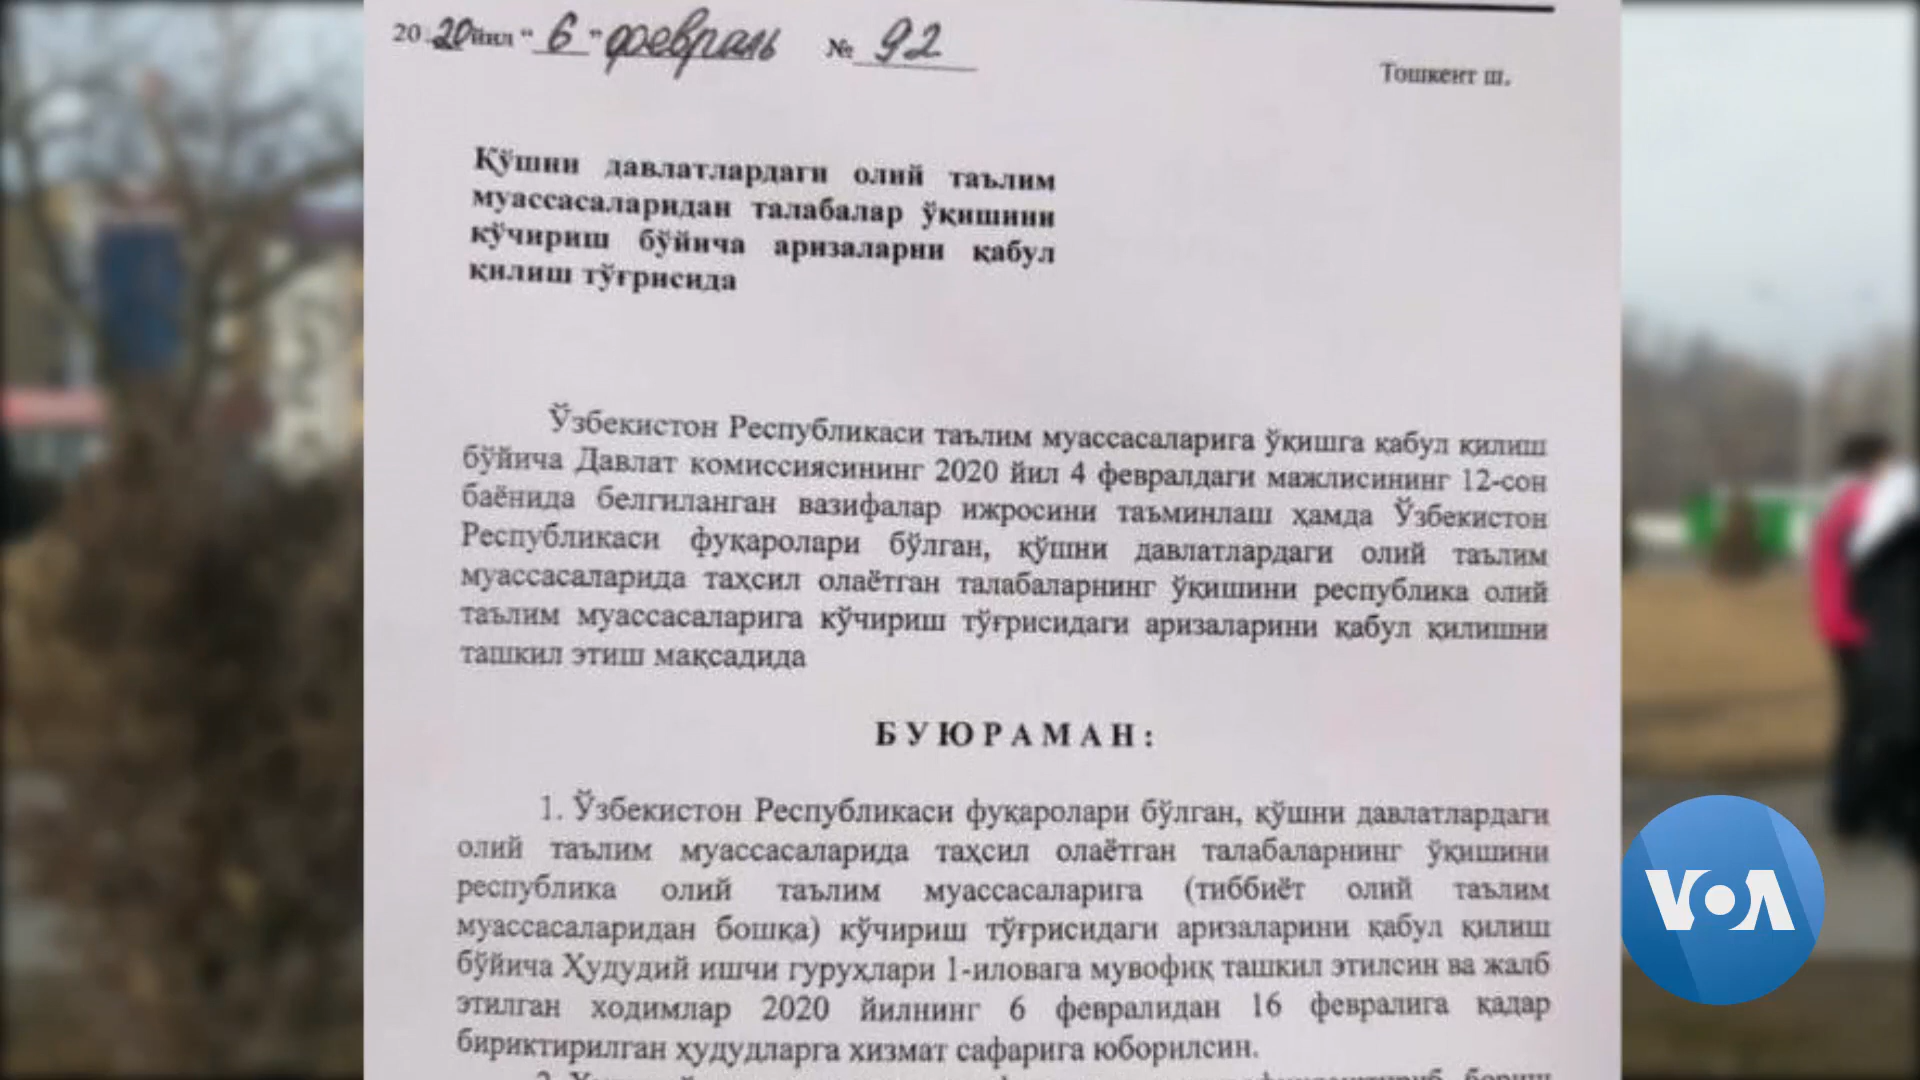 2020 йил “ 6 ” февраль № 92
Тошкент ш.
Қўшни давлатлардаги олий таълим
муассасаларидан талабалар ўқишини
кўчириш бўйича аризаларни қабул
қилиш тўғрисида
Ўзбекистон Республикаси таълим муассасаларига ўқишга қабул қилиш
бўйича Давлат комиссиясининг 2020 йил 4 февралдаги мажлисининг 12-сон
баёнида белгиланган вазифалар ижросини таъминлаш ҳамда Ўзбекистон
Республикаси фуқаролари бўлган, қўшни давлатлардаги олий таълим
муассасаларида таҳсил олаётган талабаларнинг ўқишини республика олий
таълим муассасаларига кўчириш тўғрисидаги аризаларини қабул қилишни
ташкил этиш мақсадида
БУЮРАМАН:
1. Ўзбекистон Республикаси фуқаролари бўлган, қўшни давлатлардаги
олий таълим муассасаларида таҳсил олаётган талабаларнинг ўқишини
республика олий таълим муассасаларига (тиббиёт олий таълим
муассасаларидан бошқа) кўчириш тўғрисидаги аризаларини қабул қилиш
бўйича Ҳудудий ишчи гуруҳлари 1-иловага мувофиқ ташкил этилсин ва жалб
этилган ходимлар 2020 йилнинг 6 февралидан 16 февралига қадар
бириктирилган ҳудудларга хизмат сафарига юборилсин.
VOA